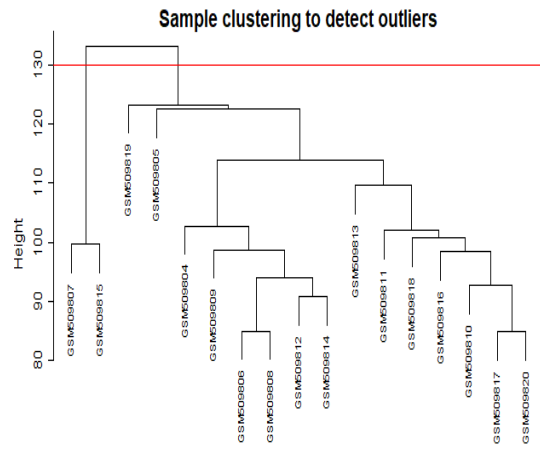 Sample clustering to detect outliers
Height
130
120
110
100
90
80
GSM509807
GSM509815
GSM509819
GSM509805
GSM509804
GSM509809
GSM509806
GSM509808
GSM509812
GSM509814
GSM509813
GSM509811
GSM509818
GSM509816
GSM509810
GSM509817
GSM509820